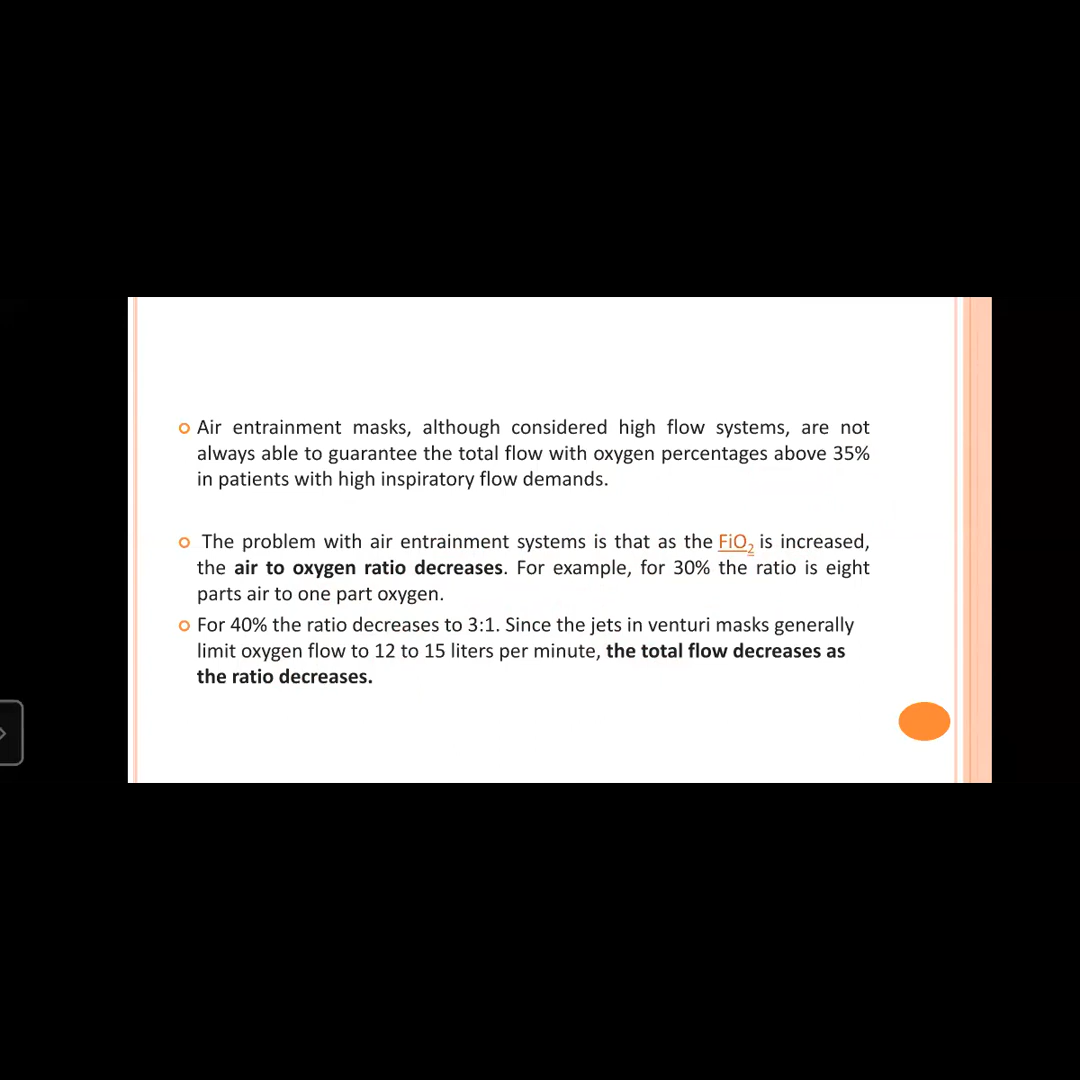 Air entrainment masks, although considered high flow systems, are not
always able to guarantee the total flow with oxygen percentages above 35%
in patients with high inspiratory flow demands.
The problem with air entrainment systems is that as the FiO₂ is increased,
the air to oxygen ratio decreases. For example, for 30% the ratio is eight
parts air to one part oxygen.
For 40% the ratio decreases to 3:1. Since the jets in venturi masks generally
limit oxygen flow to 12 to 15 liters per minute, the total flow decreases as
the ratio decreases.